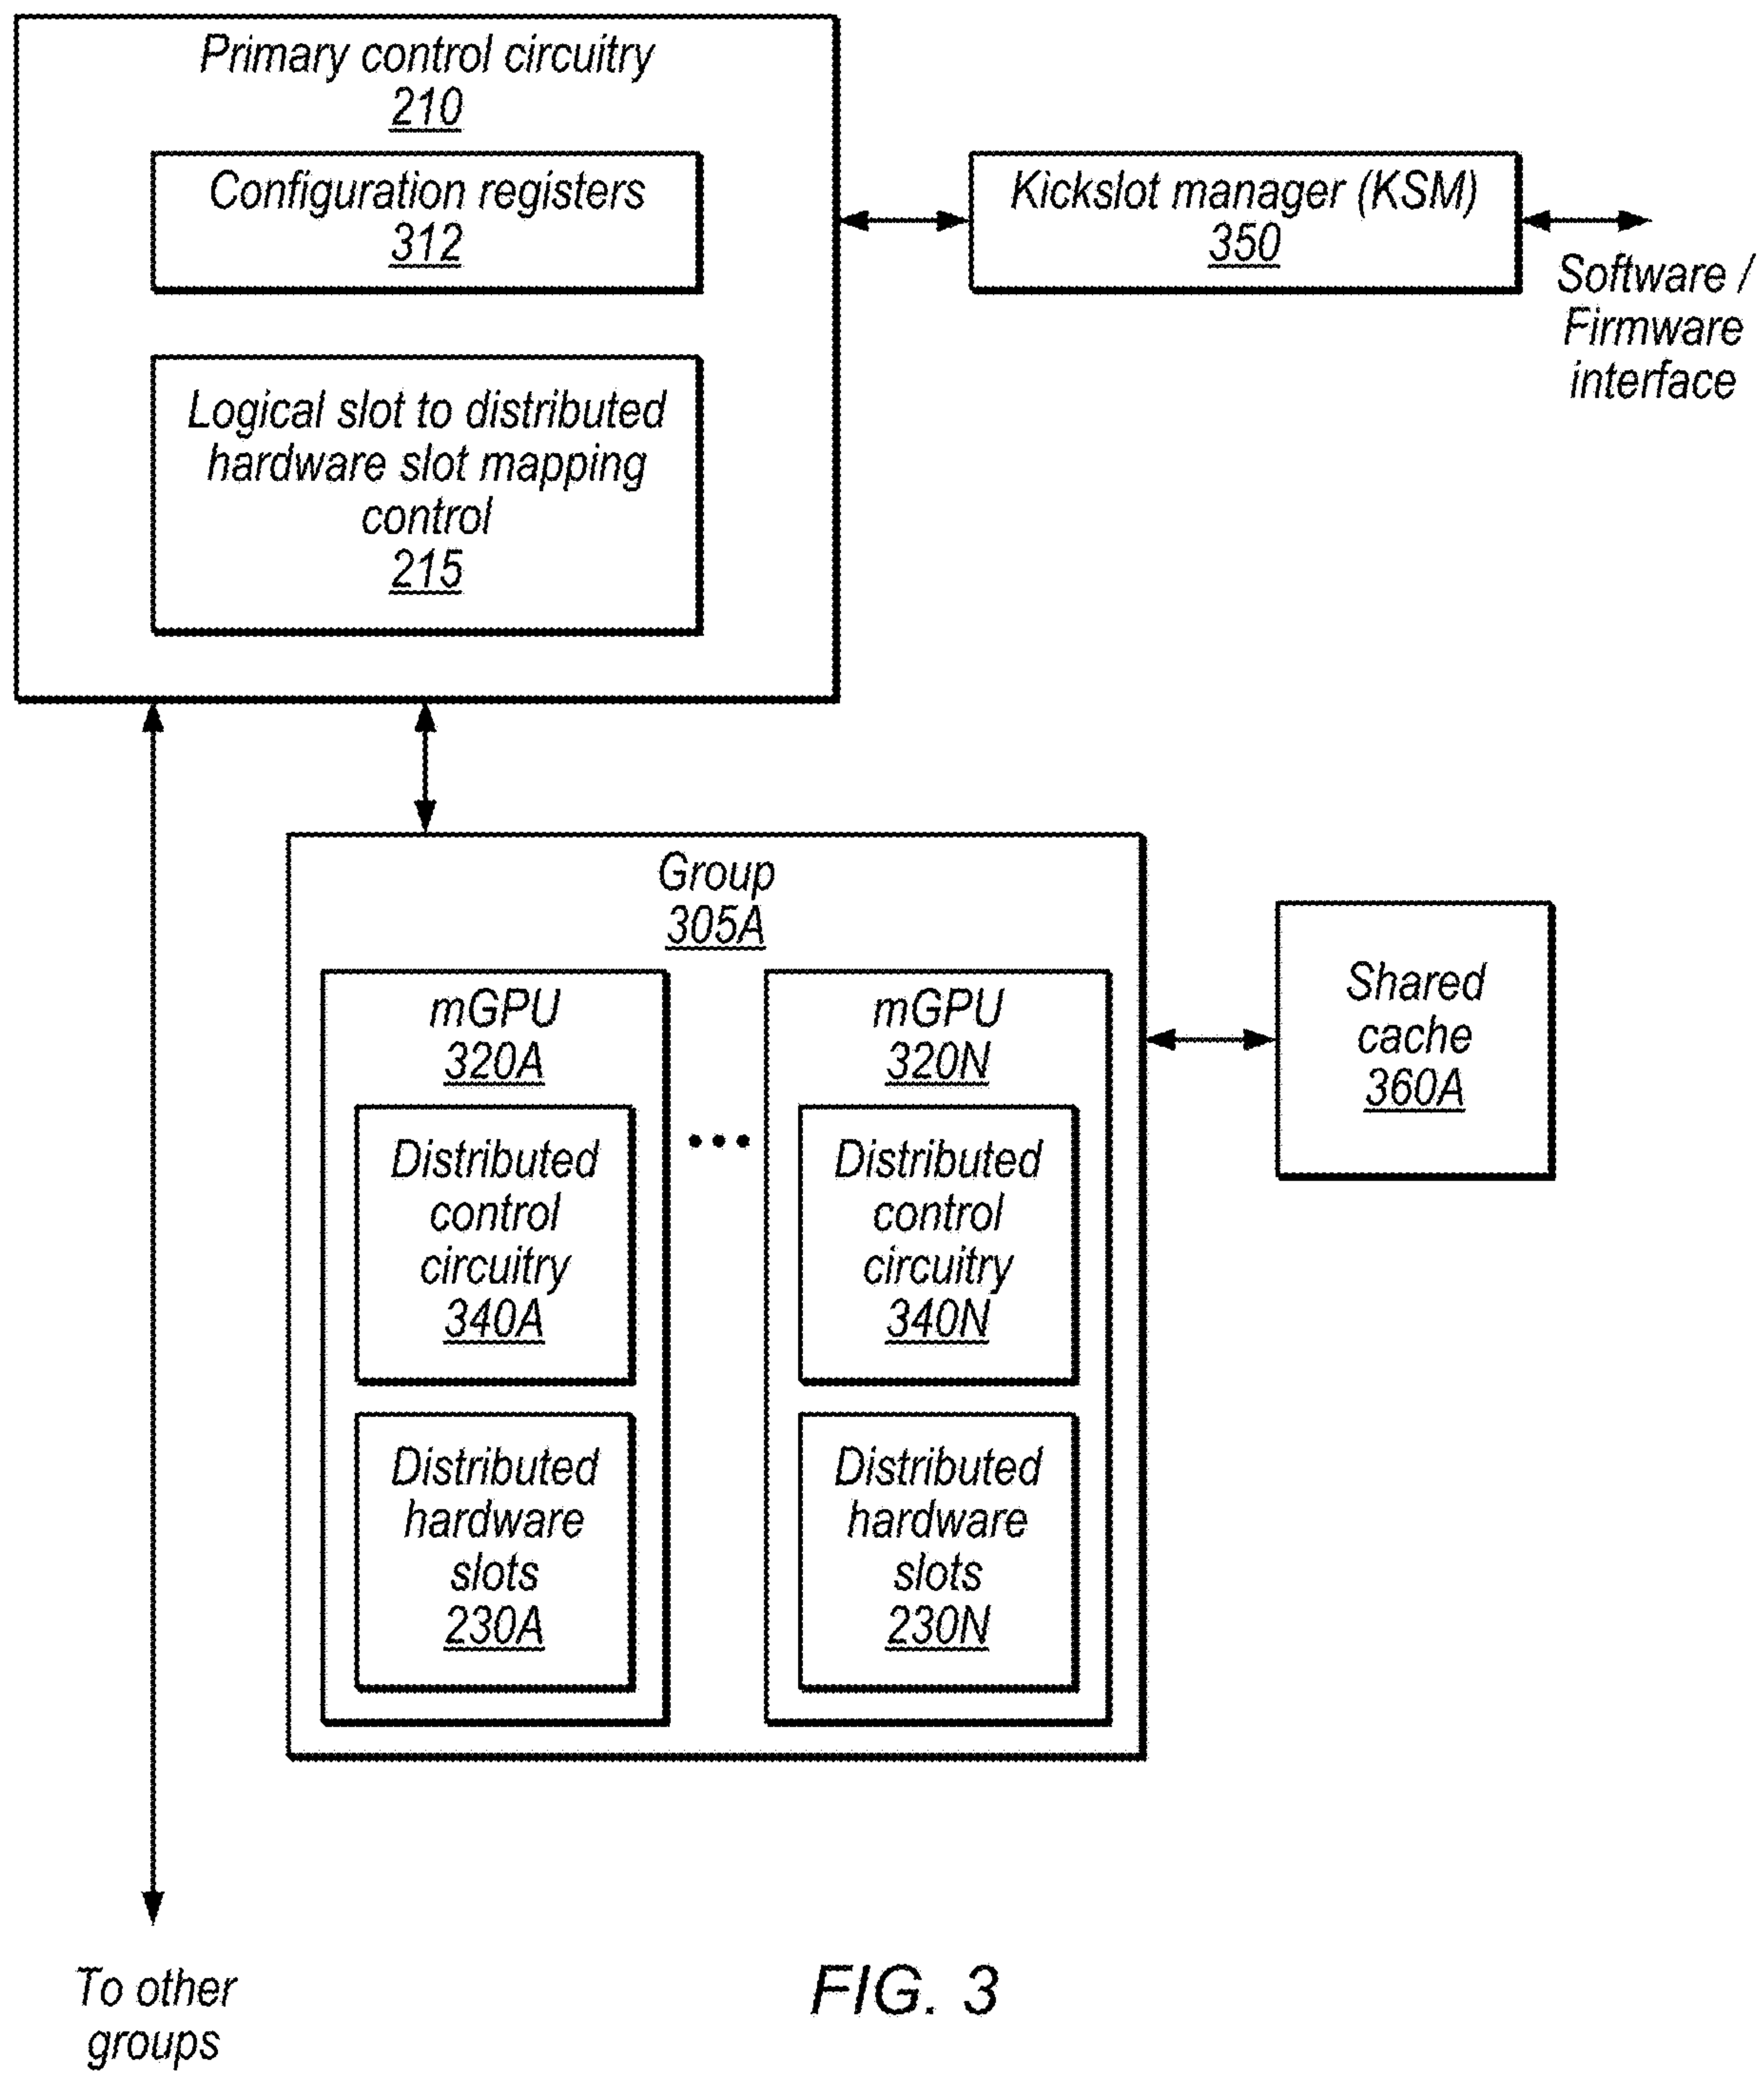 Primary control circuitry
210
Configuration registers
312
Logical slot to distributed
hardware slot mapping
control
215
Kickslot manager (KSM)
350
Software /
Firmware
interface
Group
305A
mGPU
320A
Distributed
control
circuitry
340A
Distributed
hardware
slots
230A
mGPU
320N
Distributed
control
circuitry
340N
Distributed
hardware
slots
230N
Shared
cache
360A
To other
groups
FIG. 3